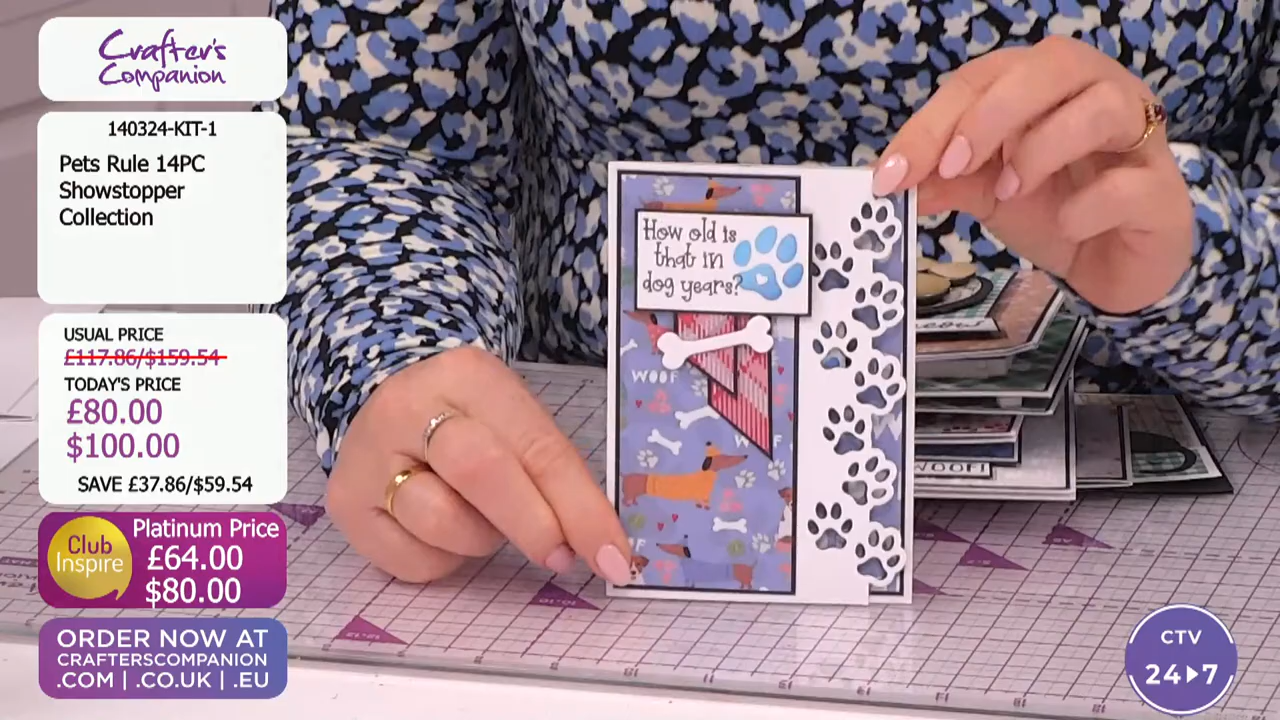 Crafter's
Companion
140324-KIT-1
Pets Rule 14PC
Showstopper
Collection
USUAL PRICE
£117.86/$159.54
TODAY'S PRICE
£80.00
$100.00
SAVE £37.86/$59.54
Club
Inspire
Platinum Price
£64.00
$80.00
ORDER NOW AT
CRAFTERSCOMPANION
.COM | .CO.UK | .EU
How old is
that in
dog years?
WOOF
WOOF!
CTV
24▶7